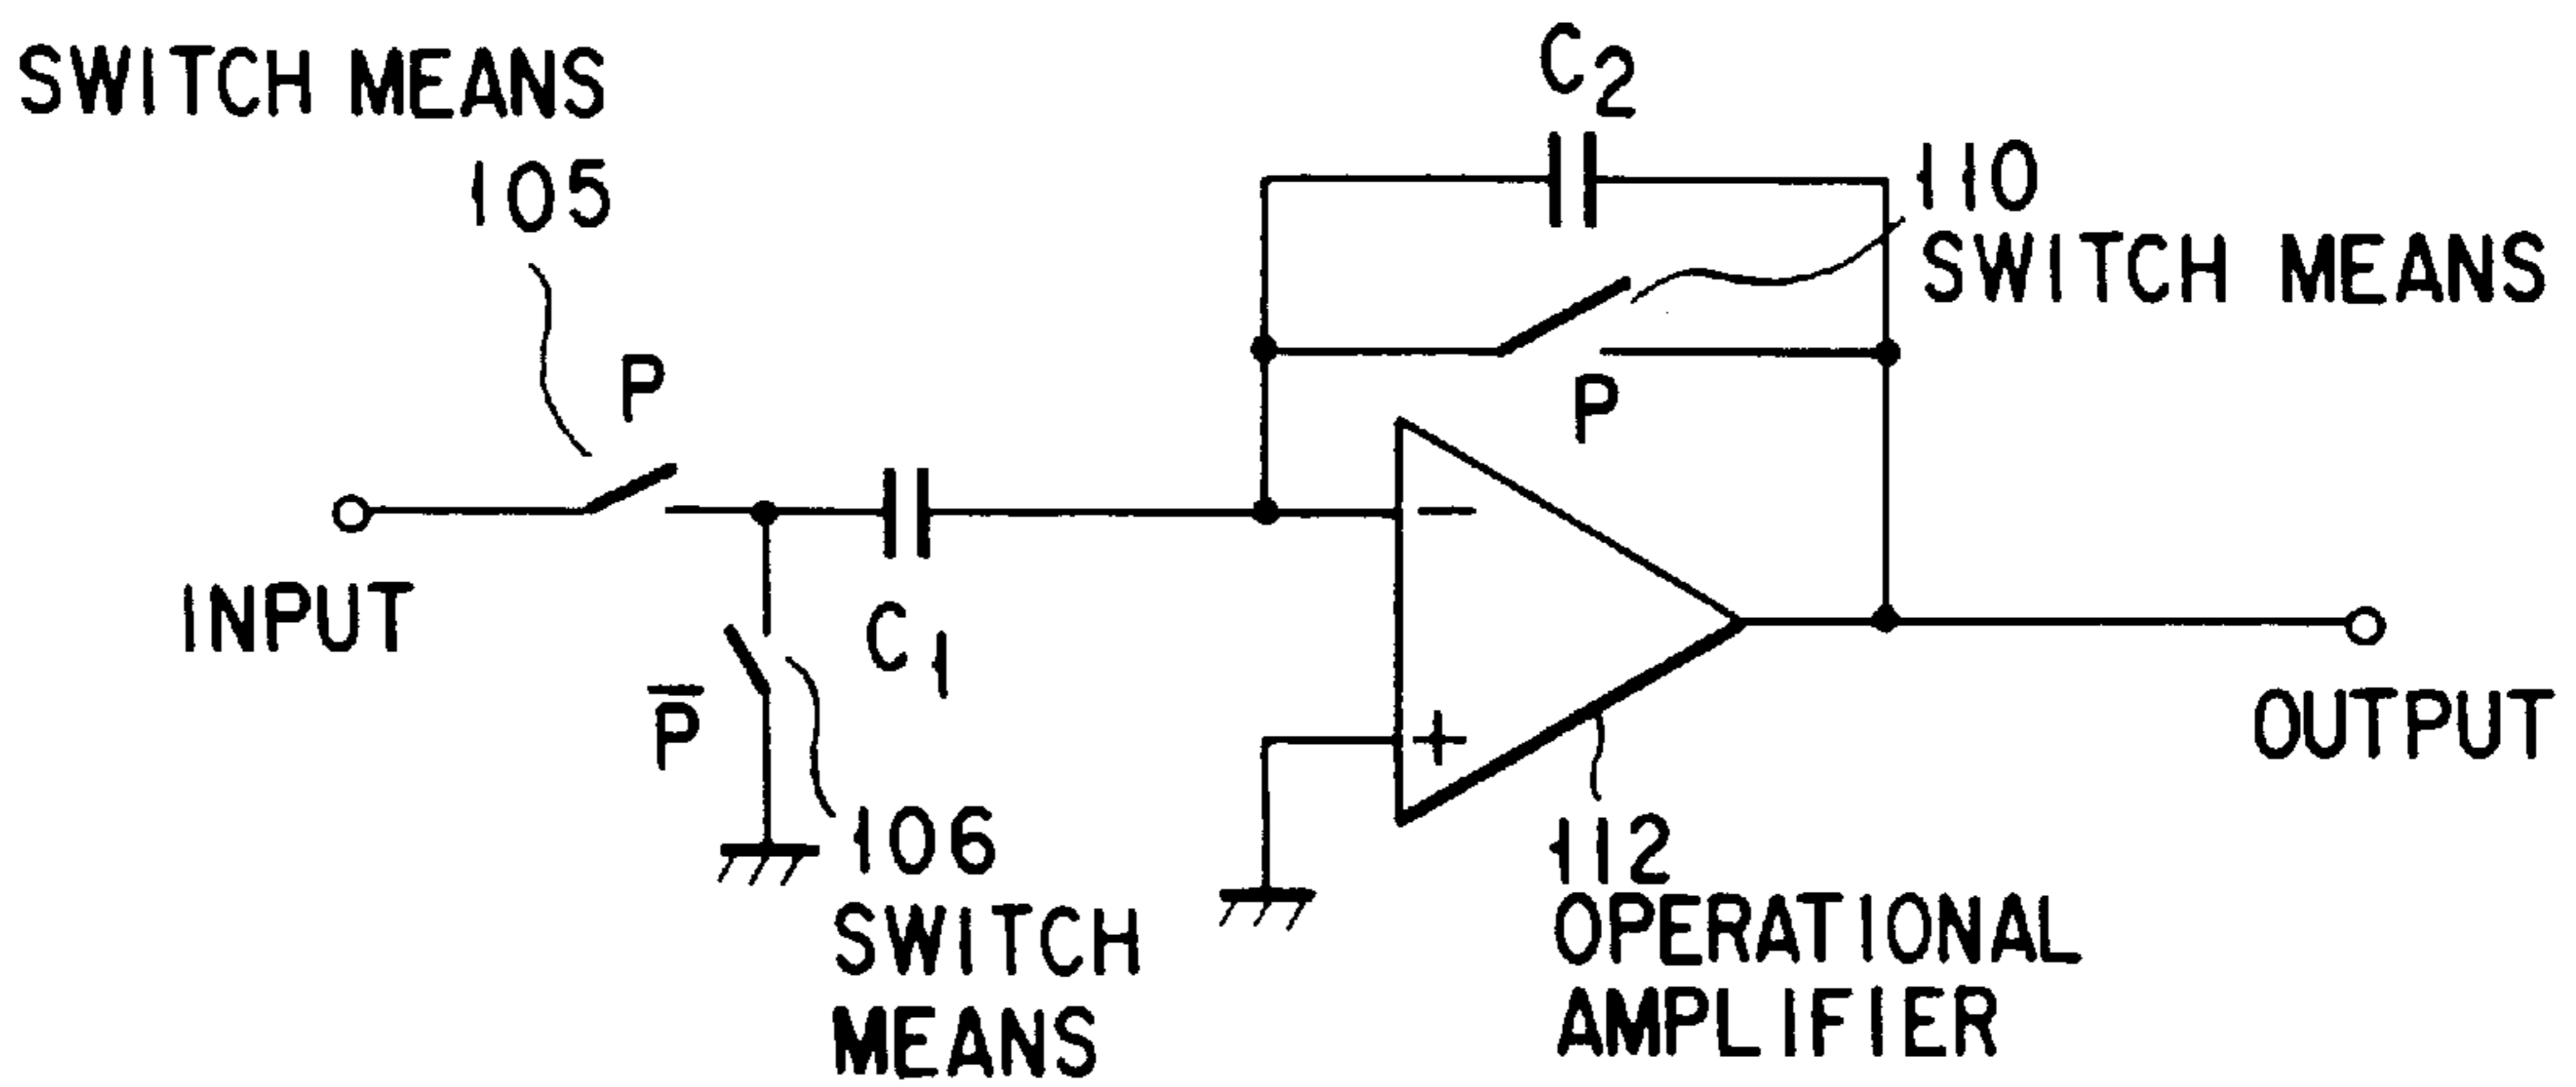 SWITCH MEANS
105
P
INPUT
P̅
106
SWITCH
MEANS
C1
C2
110
SWITCH MEANS
P
−
+
112
OPERATIONAL
AMPLIFIER
OUTPUT